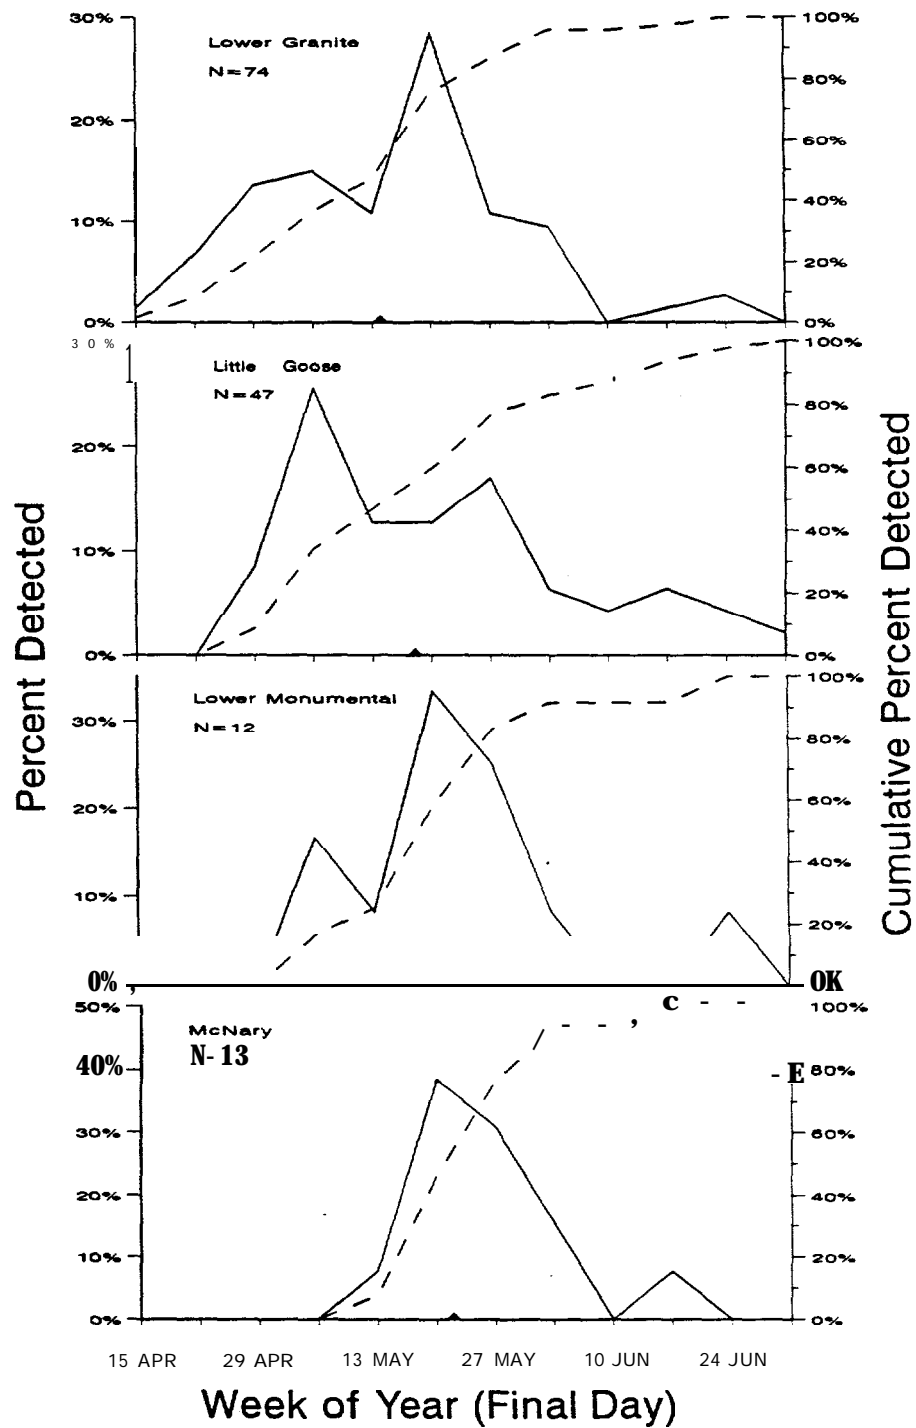 30%
100%
Lower Granite
N=74
80%
20%
60%
40%
10%
20%
0%
0%
30%
100%
Little Goose
N=47
80%
20%
60%
40%
10%
20%
0%
0%
100%
Lower Monumental
30%
N=12
80%
20%
60%
40%
10%
20%
0% ,
OK
50%
c - -
100%
McNary
- - - ,
N-13
40%
- E 80%
30%
60%
20%
40%
10%
20%
0%
0%
15 APR 29 APR 13 MAY 27 MAY 10 JUN 24 JUN
Week of Year (Final Day)
Percent Detected
Cumulative Percent Detected